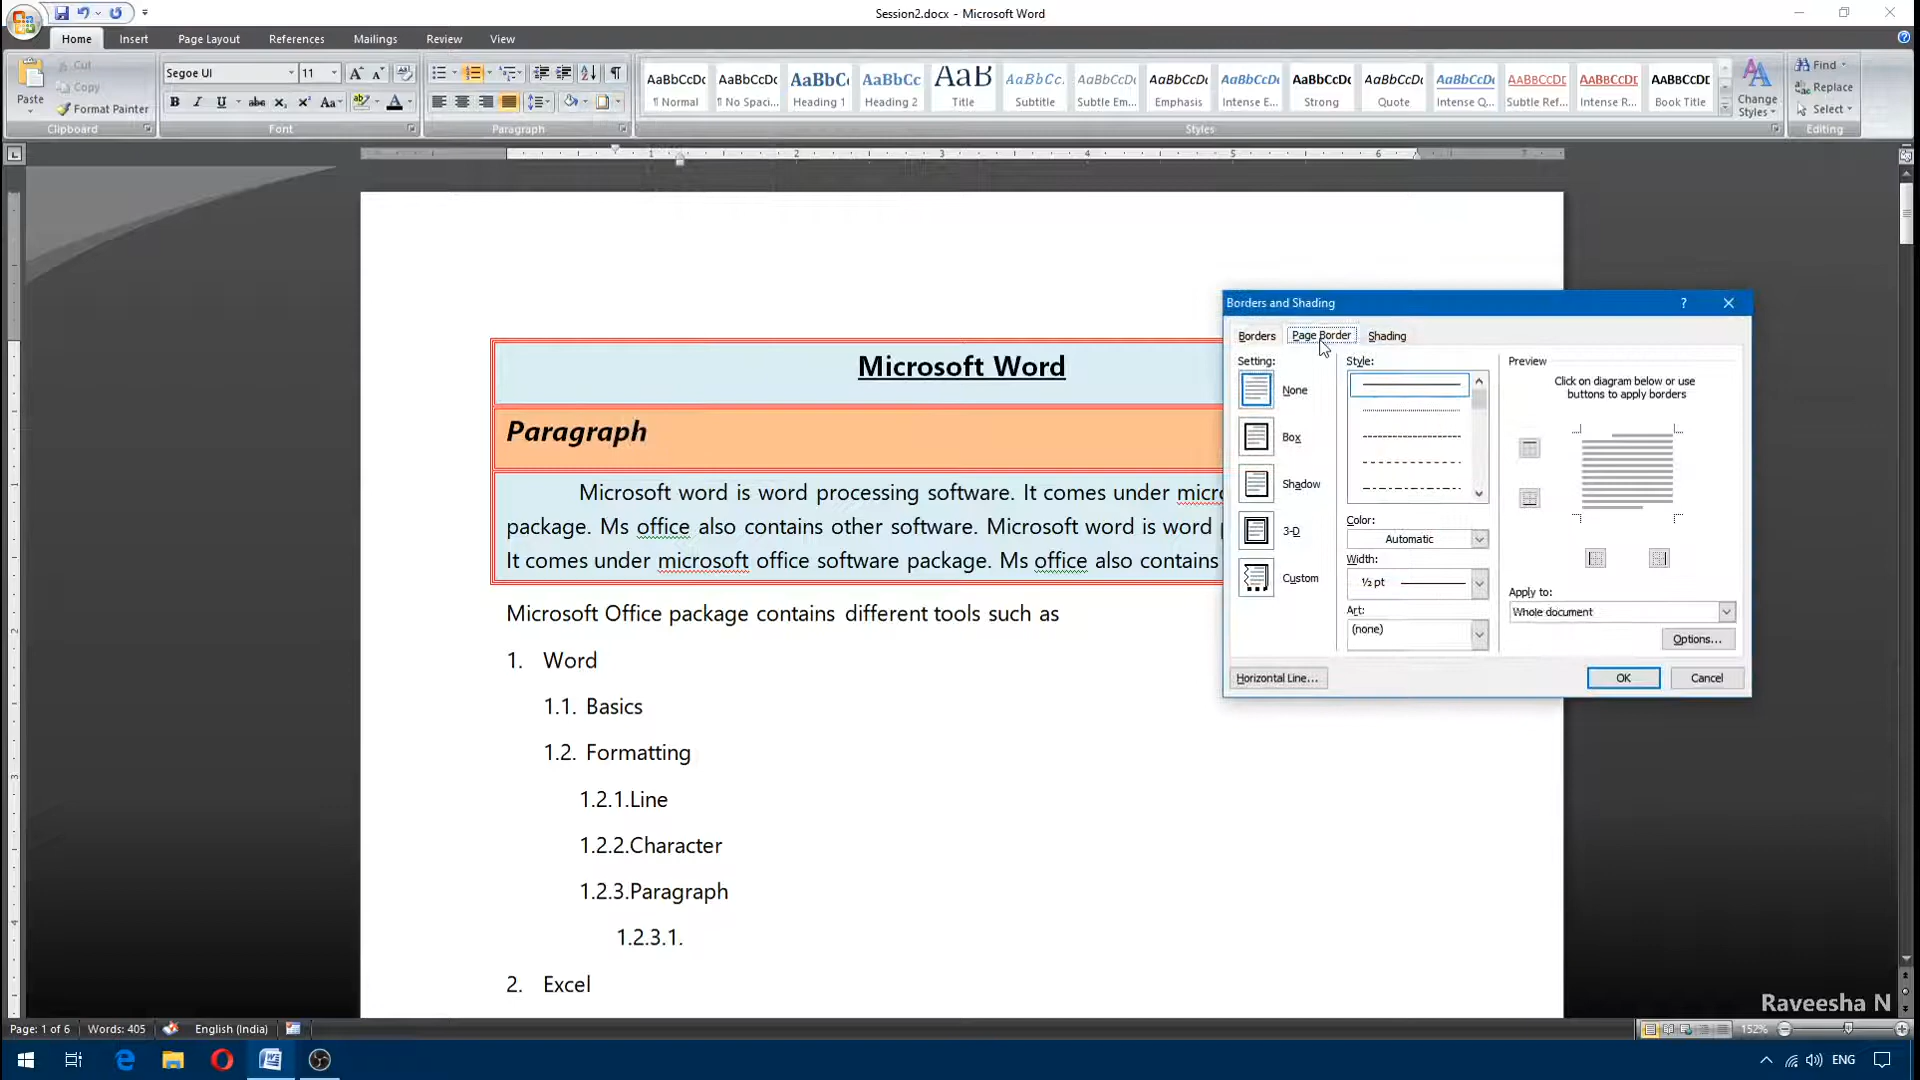 Session2.docx - Microsoft Word
Home Insert Page Layout References Mailings Review View
Paste
Cut
Copy
Format Painter
Clipboard
Segoe UI 11
Font
Paragraph
AaBbCcDc AaBbCcDc AaBbC AaBbCc AaB AaBbCc. AaBbCcDc AaBbCcDc AaBbCcDc AaBbCcDc AaBbCcDc AaBbCcDc AABBCCDC AABBCCDC AABBCCDC
¶ Normal ¶ No Spaci... Heading 1 Heading 2 Title Subtitle Subtle Em... Emphasis Intense E... Strong Quote Intense Q... Subtle Ref... Intense R... Book Title
Change Styles
Styles
Find
Replace
Select
Editing
1 2 3 4 5 6 7
Microsoft Word
Paragraph
Microsoft word is word processing software. It comes under micro
package. Ms office also contains other software. Microsoft word is word
It comes under microsoft office software package. Ms office also contains
Microsoft Office package contains different tools such as
1. Word
1.1. Basics
1.2. Formatting
1.2.1.Line
1.2.2.Character
1.2.3.Paragraph
1.2.3.1.
2. Excel
Borders and Shading ?
Borders Page Border Shading
Setting:
None
Box
Shadow
3-D
Custom
Style:
Color:
Automatic
Width:
½ pt
Art:
(none)
Preview
Click on diagram below or use
buttons to apply borders
Apply to:
Whole document
Options...
Horizontal Line...
OK Cancel
Raveesha N
Page: 1 of 6 Words: 405 English (India) 152%
ENG